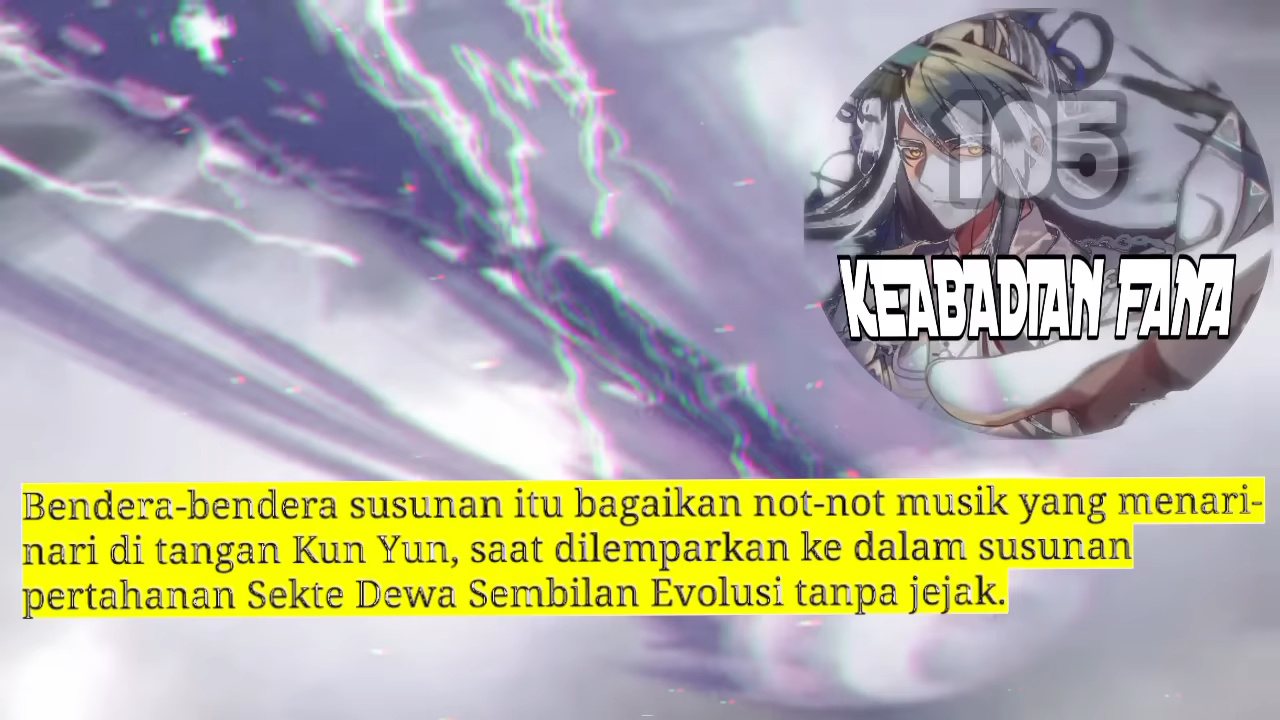 105
KEABADIAN FANA
Bendera-bendera susunan itu bagaikan not-not musik yang menari-
nari di tangan Kun Yun, saat dilemparkan ke dalam susunan
pertahanan Sekte Dewa Sembilan Evolusi tanpa jejak.